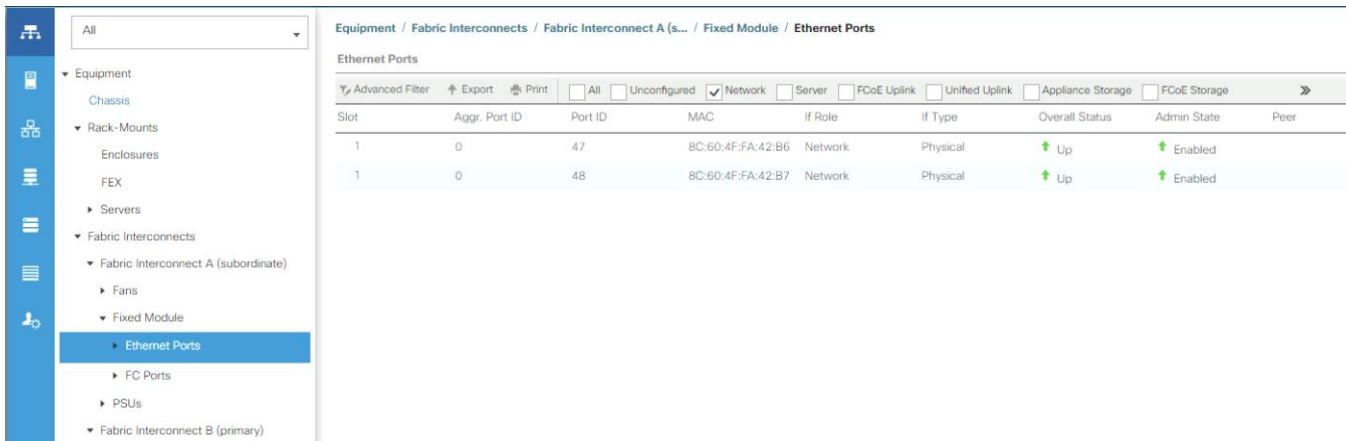 All
Equipment
Chassis
Rack-Mounts
Enclosures
FEX
Servers
Fabric Interconnects
Fabric Interconnect A (subordinate)
Fans
Fixed Module
Ethernet Ports
FC Ports
PSUs
Fabric Interconnect B (primary)
Equipment / Fabric Interconnects / Fabric Interconnect A (s... / Fixed Module / Ethernet Ports
Ethernet Ports
Advanced Filter Export Print All Unconfigured Network Server FCoE Uplink Unified Uplink Appliance Storage FCoE Storage »
Slot Aggr. Port ID Port ID MAC If Role If Type Overall Status Admin State Peer
1 0 47 8C:60:4F:FA:42:B6 Network Physical Up Enabled
1 0 48 8C:60:4F:FA:42:B7 Network Physical Up Enabled